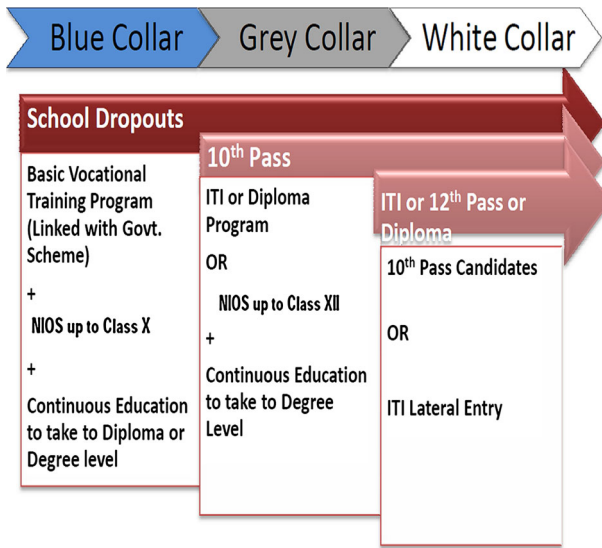 Blue Collar
Grey Collar
White Collar
School Dropouts
Basic Vocational
Training Program
(Linked with Govt.
Scheme)
+
NIOS up to Class X
+
Continuous Education
to take to Diploma or
Degree level
10th Pass
ITI or Diploma
Program
OR
NIOS up to Class XII
+
Continuous Education
to take to Degree
Level
ITI or 12th Pass or
Diploma
10th Pass Candidates
OR
ITI Lateral Entry